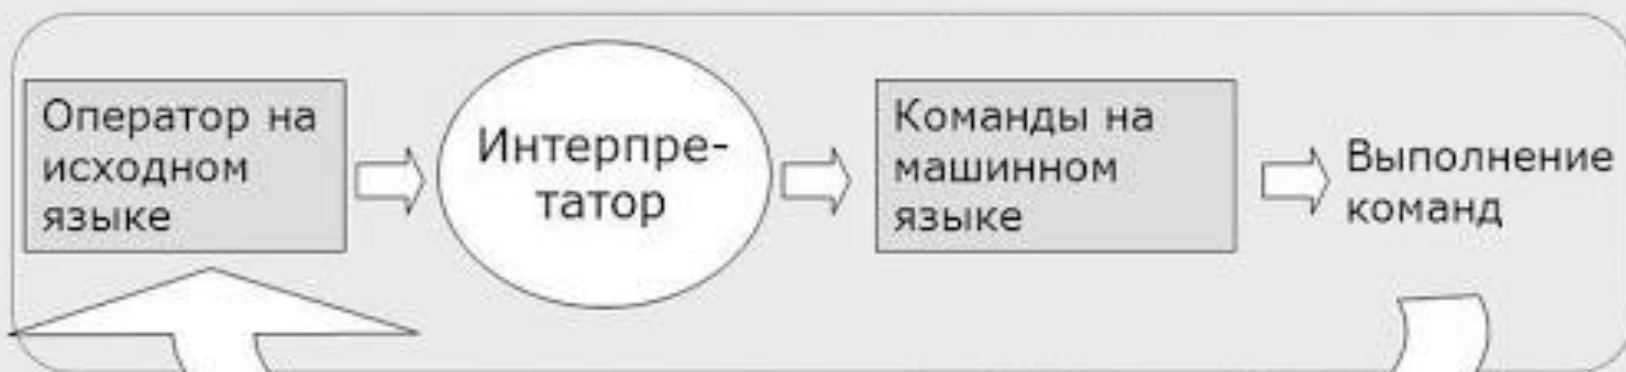 Оператор на
исходном
языке
Интерпре-
татор
Команды на
машинном
языке
Выполнение
команд